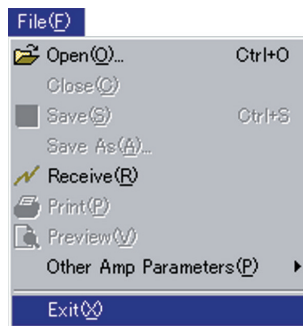 File(F)
Open(O)... Ctrl+O
Close(C)
Save(S) Ctrl+S
Save As(A)...
Receive(R)
Print(P)
Preview(V)
Other Amp Parameters(P)
Exit(X)